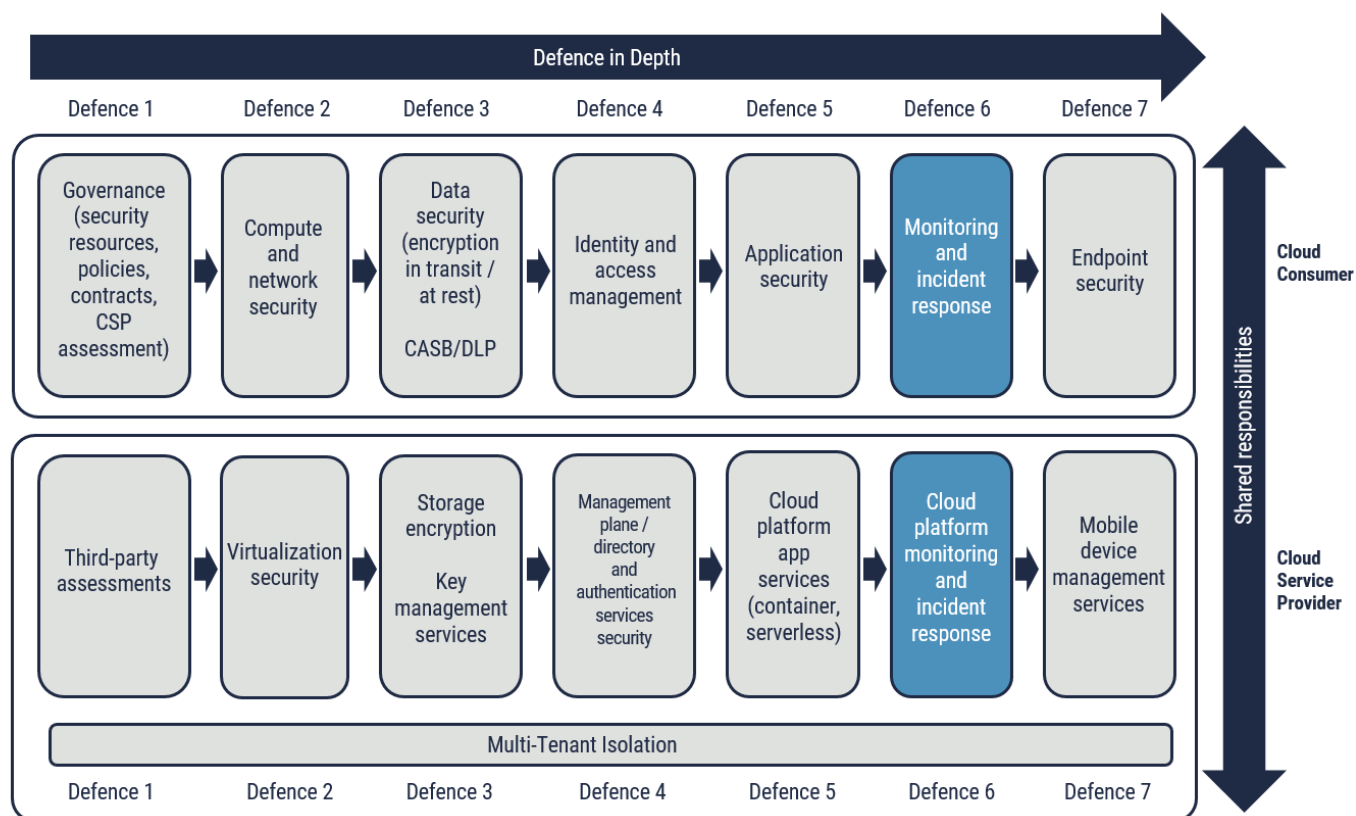 Defence in Depth
Defence 1
Defence 2
Defence 3
Defence 4
Defence 5
Defence 6
Defence 7
Governance
(security
resources,
policies,
contracts,
CSP
assessment)
Compute
and
network
security
Data
security
(encryption
in transit /
at rest)
CASB/DLP
Identity and
access
management
Application
security
Monitoring
and
incident
response
Endpoint
security
Cloud
Consumer
Shared responsibilities
Third-party
assessments
Virtualization
security
Storage
encryption
Key
management
services
Management
plane /
directory
and
authentication
services
security
Cloud
platform
app
services
(container,
serverless)
Cloud
platform
monitoring
and
incident
response
Mobile
device
management
services
Cloud
Service
Provider
Multi-Tenant Isolation
Defence 1
Defence 2
Defence 3
Defence 4
Defence 5
Defence 6
Defence 7